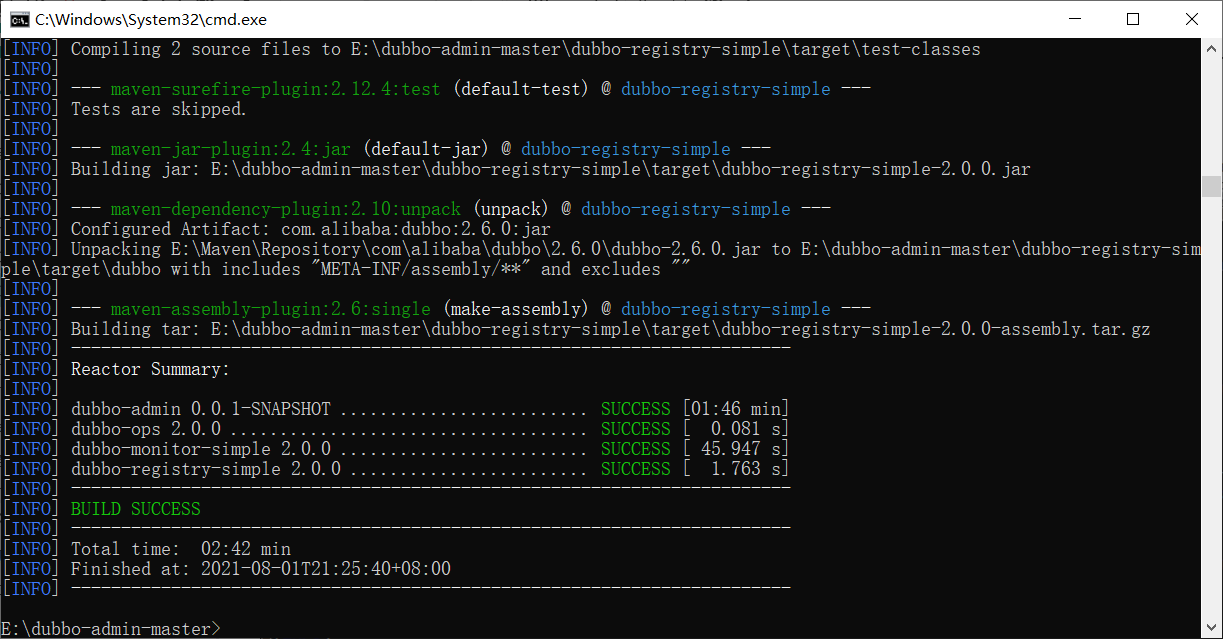 C:\Windows\System32\cmd.exe
[INFO] Compiling 2 source files to E:\dubbo-admin-master\dubbo-registry-simple\target\test-classes
[INFO]
[INFO] --- maven-surefire-plugin:2.12.4:test (default-test) @ dubbo-registry-simple ---
[INFO] Tests are skipped.
[INFO]
[INFO] --- maven-jar-plugin:2.4:jar (default-jar) @ dubbo-registry-simple ---
[INFO] Building jar: E:\dubbo-admin-master\dubbo-registry-simple\target\dubbo-registry-simple-2.0.0.jar
[INFO]
[INFO] --- maven-dependency-plugin:2.10:unpack (unpack) @ dubbo-registry-simple ---
[INFO] Configured Artifact: com.alibaba:dubbo:2.6.0:jar
[INFO] Unpacking E:\Maven\Repository\com\alibaba\dubbo\2.6.0\dubbo-2.6.0.jar to E:\dubbo-admin-master\dubbo-registry-sim
ple\target\dubbo with includes "META-INF/assembly/**" and excludes ""
[INFO]
[INFO] --- maven-assembly-plugin:2.6:single (make-assembly) @ dubbo-registry-simple ---
[INFO] Building tar: E:\dubbo-admin-master\dubbo-registry-simple\target\dubbo-registry-simple-2.0.0-assembly.tar.gz
[INFO] ------------------------------------------------------------------------
[INFO] Reactor Summary:
[INFO]
[INFO] dubbo-admin 0.0.1-SNAPSHOT ......................... SUCCESS [01:46 min]
[INFO] dubbo-ops 2.0.0 .................................... SUCCESS [  0.081 s]
[INFO] dubbo-monitor-simple 2.0.0 ......................... SUCCESS [ 45.947 s]
[INFO] dubbo-registry-simple 2.0.0 ........................ SUCCESS [  1.763 s]
[INFO] ------------------------------------------------------------------------
[INFO] BUILD SUCCESS
[INFO] ------------------------------------------------------------------------
[INFO] Total time:  02:42 min
[INFO] Finished at: 2021-08-01T21:25:40+08:00
[INFO] ------------------------------------------------------------------------
E:\dubbo-admin-master>